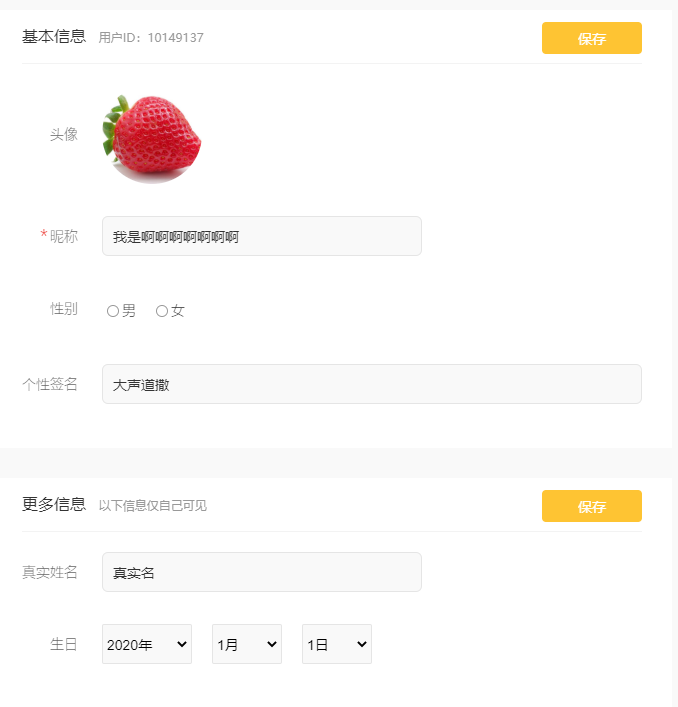 基本信息 用户ID：10149137 保存
头像
*昵称 我是啊啊啊啊啊啊啊
性别 男 女
个性签名 大声道撒
更多信息 以下信息仅自己可见 保存
真实姓名 真实名
生日 2020年 1月 1日